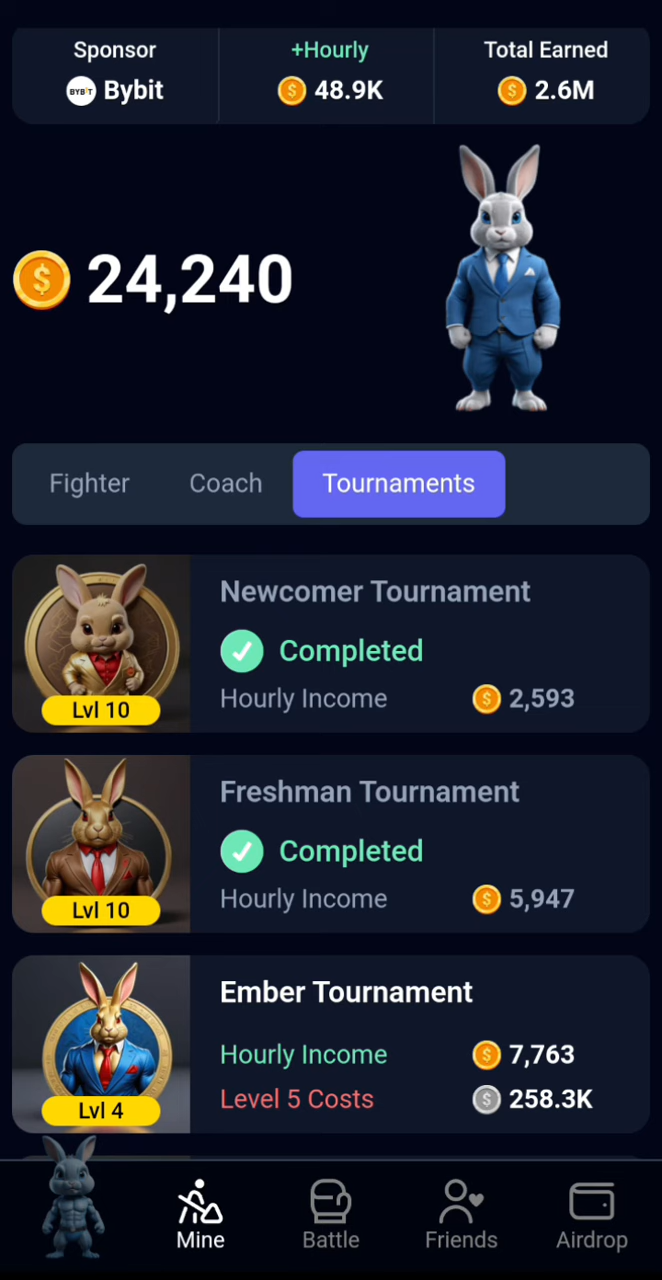 Sponsor
BYBIT Bybit
+Hourly
$ 48.9K
Total Earned
$ 2.6M
$ 24,240
Fighter
Coach
Tournaments
Newcomer Tournament
Completed
Hourly Income
$ 2,593
Lvl 10
Freshman Tournament
Completed
Hourly Income
$ 5,947
Lvl 10
Ember Tournament
Hourly Income
$ 7,763
Level 5 Costs
$ 258.3K
Lvl 4
Mine
Battle
Friends
Airdrop